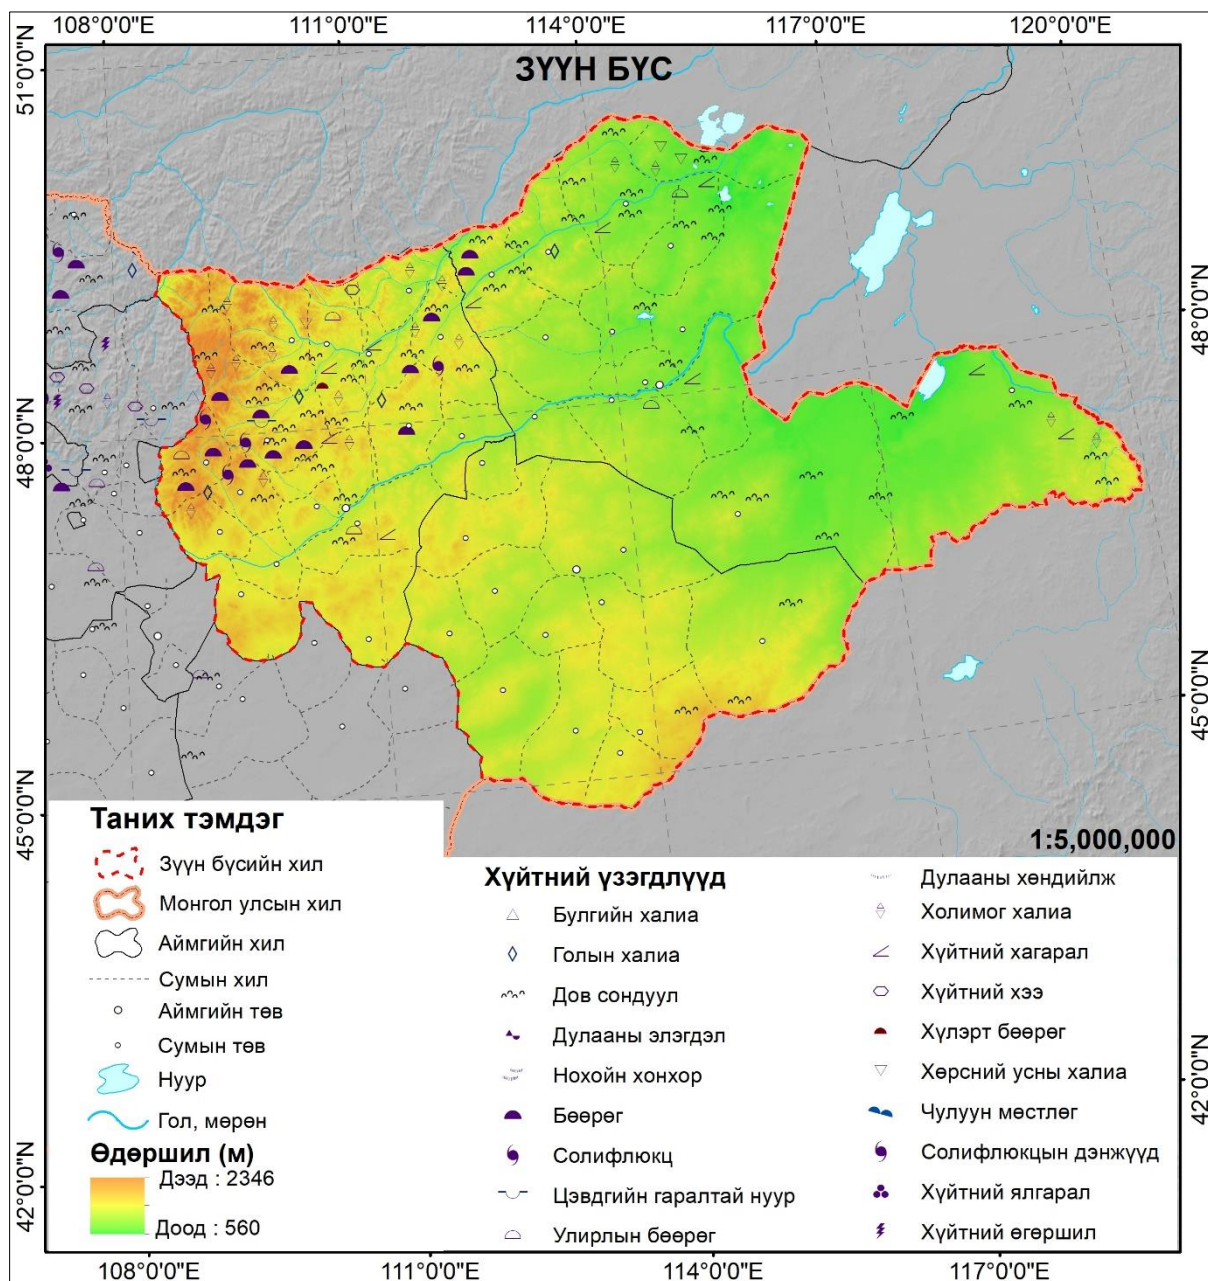 108°0'0"E 111°0'0"E 114°0'0"E 117°0'0"E 120°0'0"E
51°0'0"N
ЗҮҮН БҮС
48°0'0"N
48°0'0"N
45°0'0"N
45°0'0"N
42°0'0"N
42°0'0"N
1:5,000,000
Таних тэмдэг
Зүүн бүсийн хил
Монгол улсын хил
Аймгийн хил
Сумын хил
Аймгийн төв
Сумын төв
Нуур
Гол, мөрөн
Өдөршил (м)
Дээд : 2346
Доод : 560
Хүйтний үзэгдлүүд
Булгийн халиа
Голын халиа
Дов сондуул
Дулааны элэгдэл
Нохойн хонхор
Бөөрөг
Солифлюкц
Цэвдгийн гаралтай нуур
Улирлын бөөрөг
Дулааны хөндийлж
Холимог халиа
Хүйтний хагарал
Хүйтний хээ
Хүлэрт бөөрөг
Хөрсний усны халиа
Чулуун мөстлөг
Солифлюкцын дэнжүүд
Хүйтний ялгарал
Хүйтний өгөршил
108°0'0"E 111°0'0"E 114°0'0"E 117°0'0"E